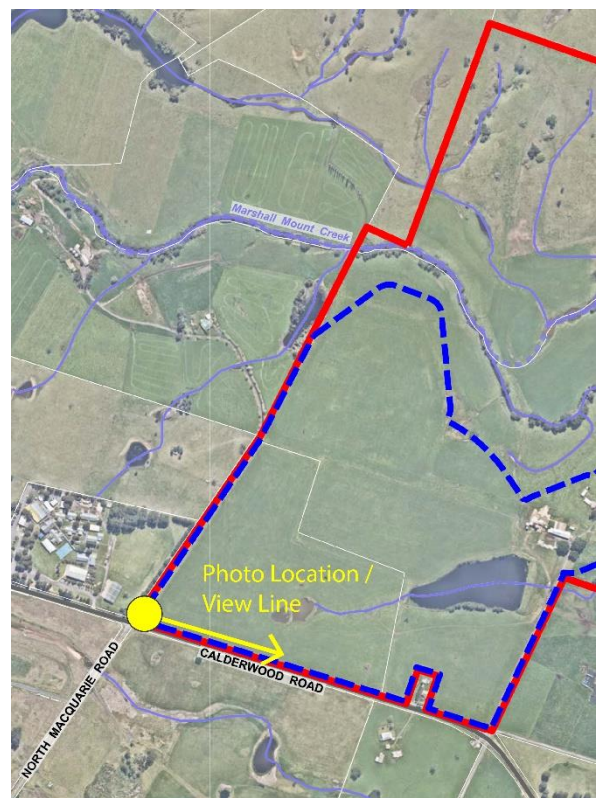 Marshall Mount Creek
Photo Location /
View Line
CALDERWOOD ROAD
NORTH MACQUARIE ROAD